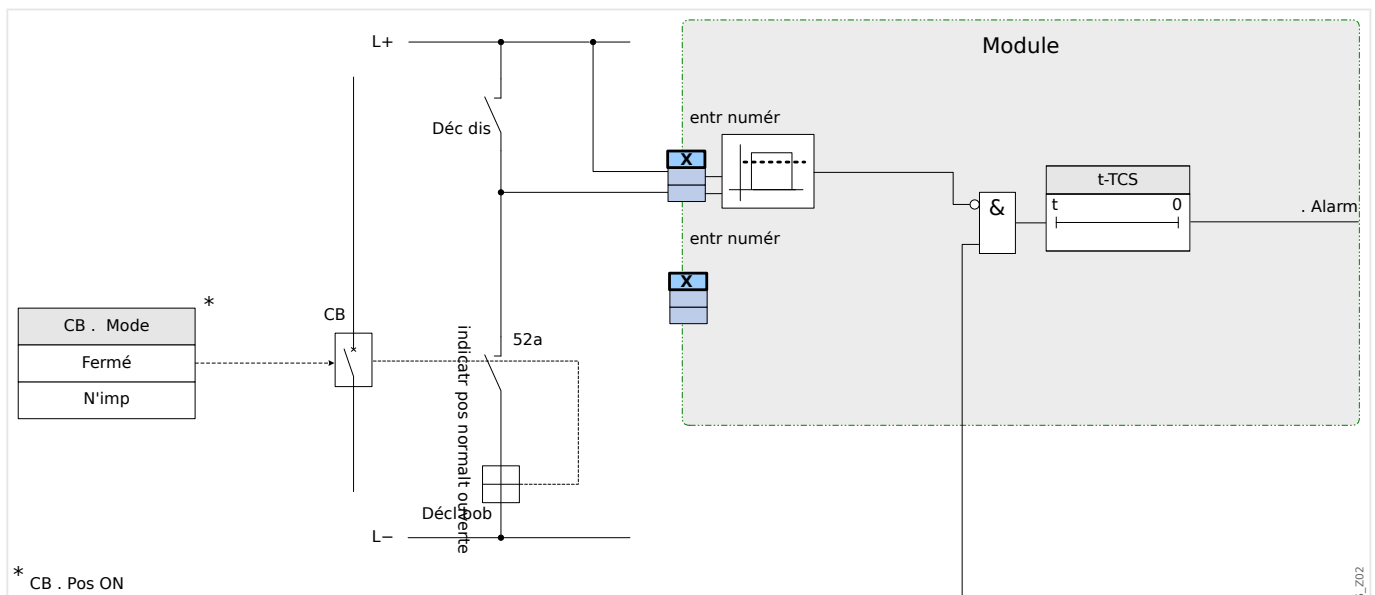 L+
Module
Déc dis
entr numér
X
t-TCS
t 0
&
. Alarm
entr numér
X
*
CB . Mode
Fermé
N'imp
CB
52a
indicatr pos normalt ouverte
Décl bob
L−
* CB . Pos ON
_Z02